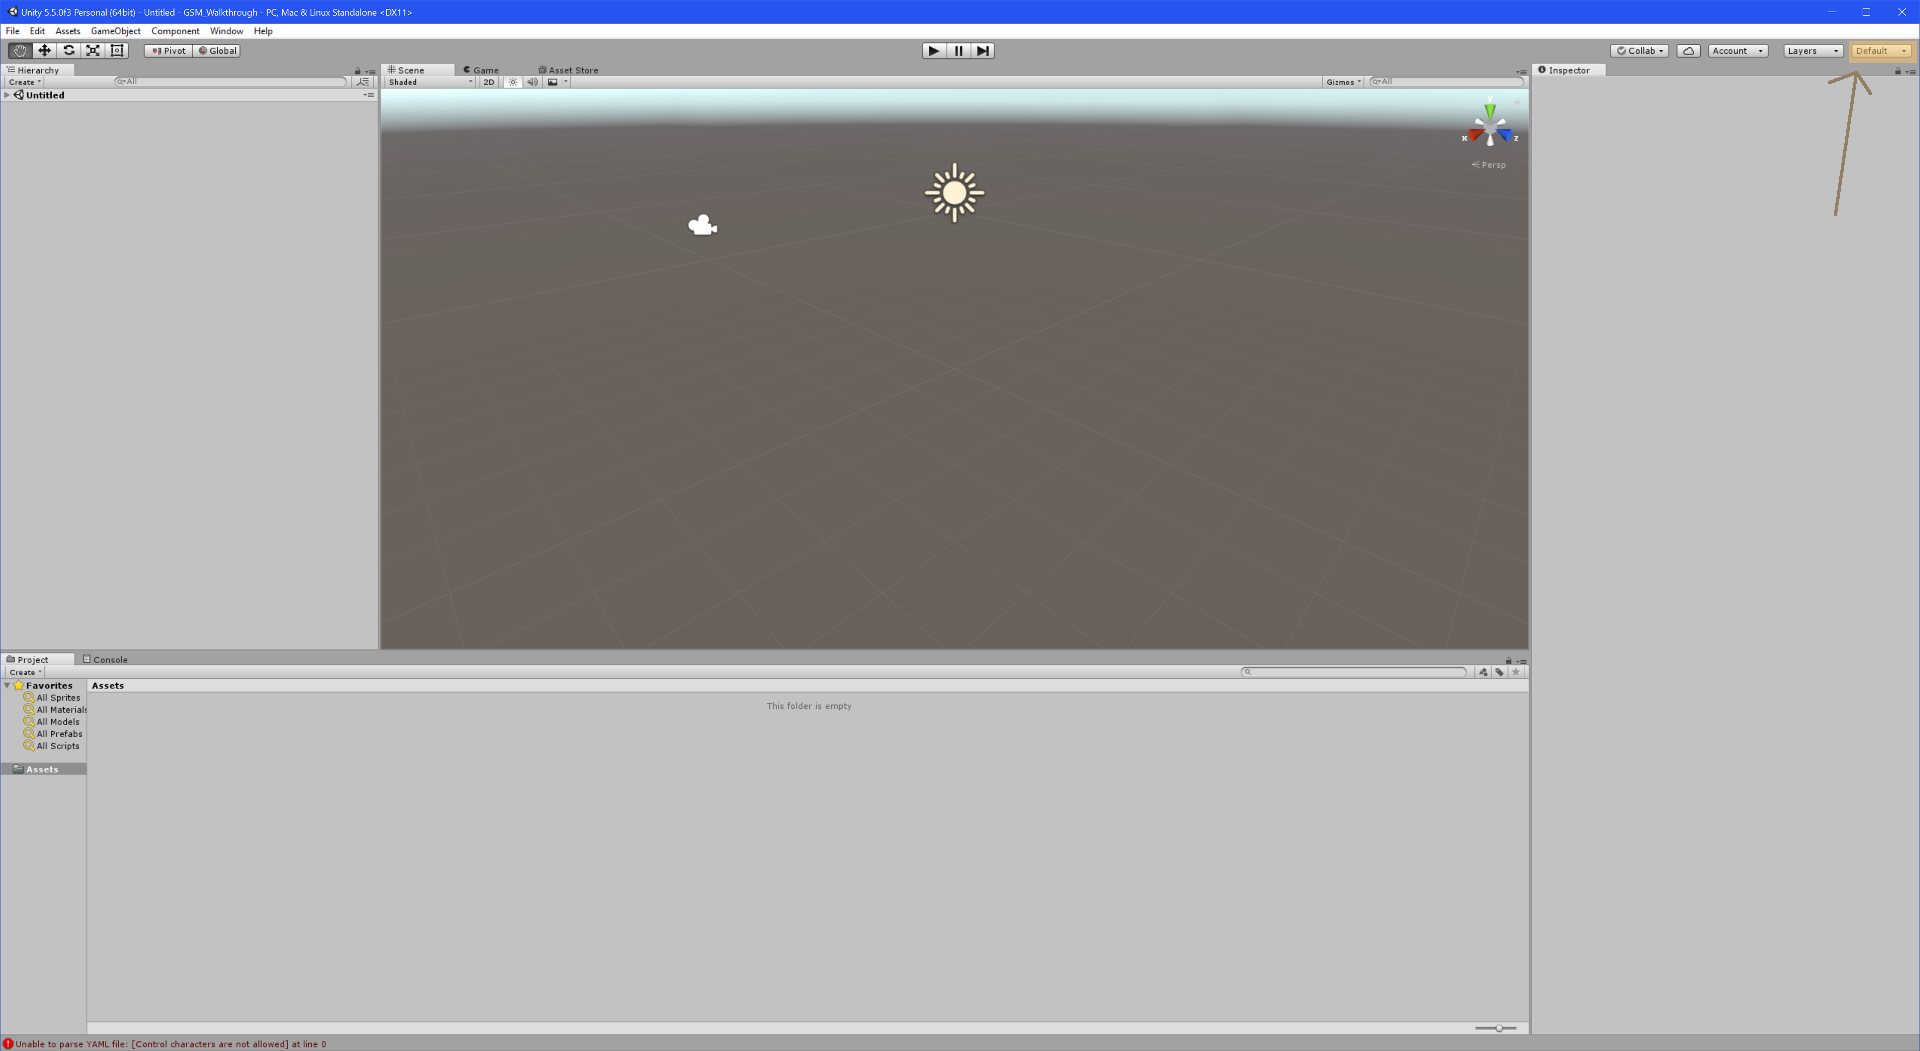 Unity 5.5.0f3 Personal (64bit) - Untitled - GSM_Walkthrough - PC, Mac & Linux Standalone <DX11>
File Edit Assets GameObject Component Window Help
Pivot Global Collab Account Layers Default
Hierarchy Scene Game Asset Store Inspector
Create All Shaded 2D Gizmos All
Untitled
y
x z
Persp
Project Console
Create
Favorites Assets
All Sprites
All Materials
This folder is empty
All Models
All Prefabs
All Scripts
Assets
Unable to parse YAML file: [Control characters are not allowed] at line 0